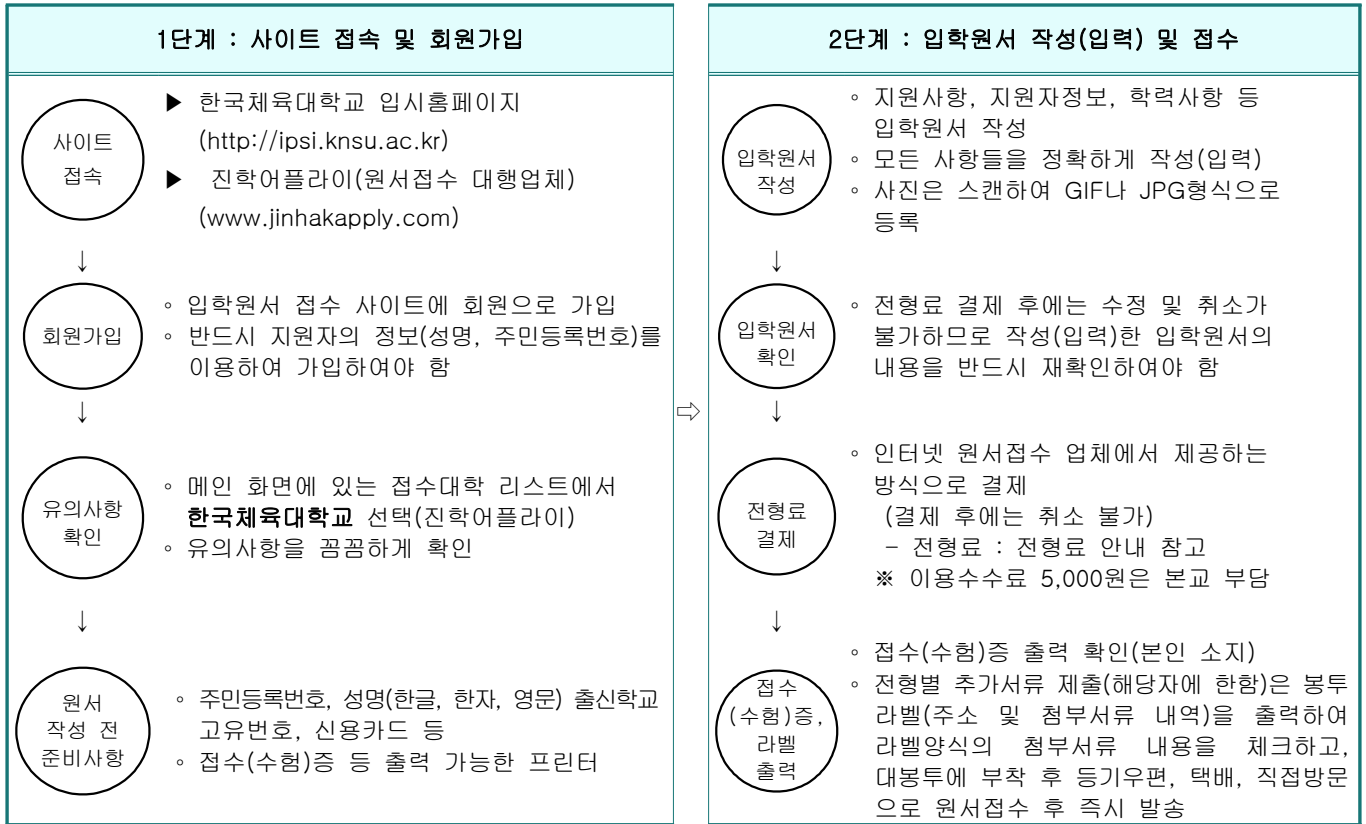 1단계 : 사이트 접속 및 회원가입
사이트
접속
▶ 한국체육대학교 입시홈페이지
(http://ipsi.knsu.ac.kr)
▶ 진학어플라이(원서접수 대행업체)
(www.jinhakapply.com)
↓
회원가입
◦ 입학원서 접수 사이트에 회원으로 가입
◦ 반드시 지원자의 정보(성명, 주민등록번호)를
이용하여 가입하여야 함
↓
유의사항
확인
◦ 메인 화면에 있는 접수대학 리스트에서
한국체육대학교 선택(진학어플라이)
◦ 유의사항을 꼼꼼하게 확인
↓
원서
작성 전
준비사항
◦ 주민등록번호, 성명(한글, 한자, 영문) 출신학교
고유번호, 신용카드 등
◦ 접수(수험)증 등 출력 가능한 프린터
⇨
2단계 : 입학원서 작성(입력) 및 접수
입학원서
작성
◦ 지원사항, 지원자정보, 학력사항 등
입학원서 작성
◦ 모든 사항들을 정확하게 작성(입력)
◦ 사진은 스캔하여 GIF나 JPG형식으로
등록
↓
입학원서
확인
◦ 전형료 결제 후에는 수정 및 취소가
불가하므로 작성(입력)한 입학원서의
내용을 반드시 재확인하여야 함
↓
전형료
결제
◦ 인터넷 원서접수 업체에서 제공하는
방식으로 결제
(결제 후에는 취소 불가)
- 전형료 : 전형료 안내 참고
※ 이용수수료 5,000원은 본교 부담
↓
접수
(수험)증,
라벨
출력
◦ 접수(수험)증 출력 확인(본인 소지)
◦ 전형별 추가서류 제출(해당자에 한함)은 봉투
라벨(주소 및 첨부서류 내역)을 출력하여
라벨양식의 첨부서류 내용을 체크하고,
대봉투에 부착 후 등기우편, 택배, 직접방문
으로 원서접수 후 즉시 발송